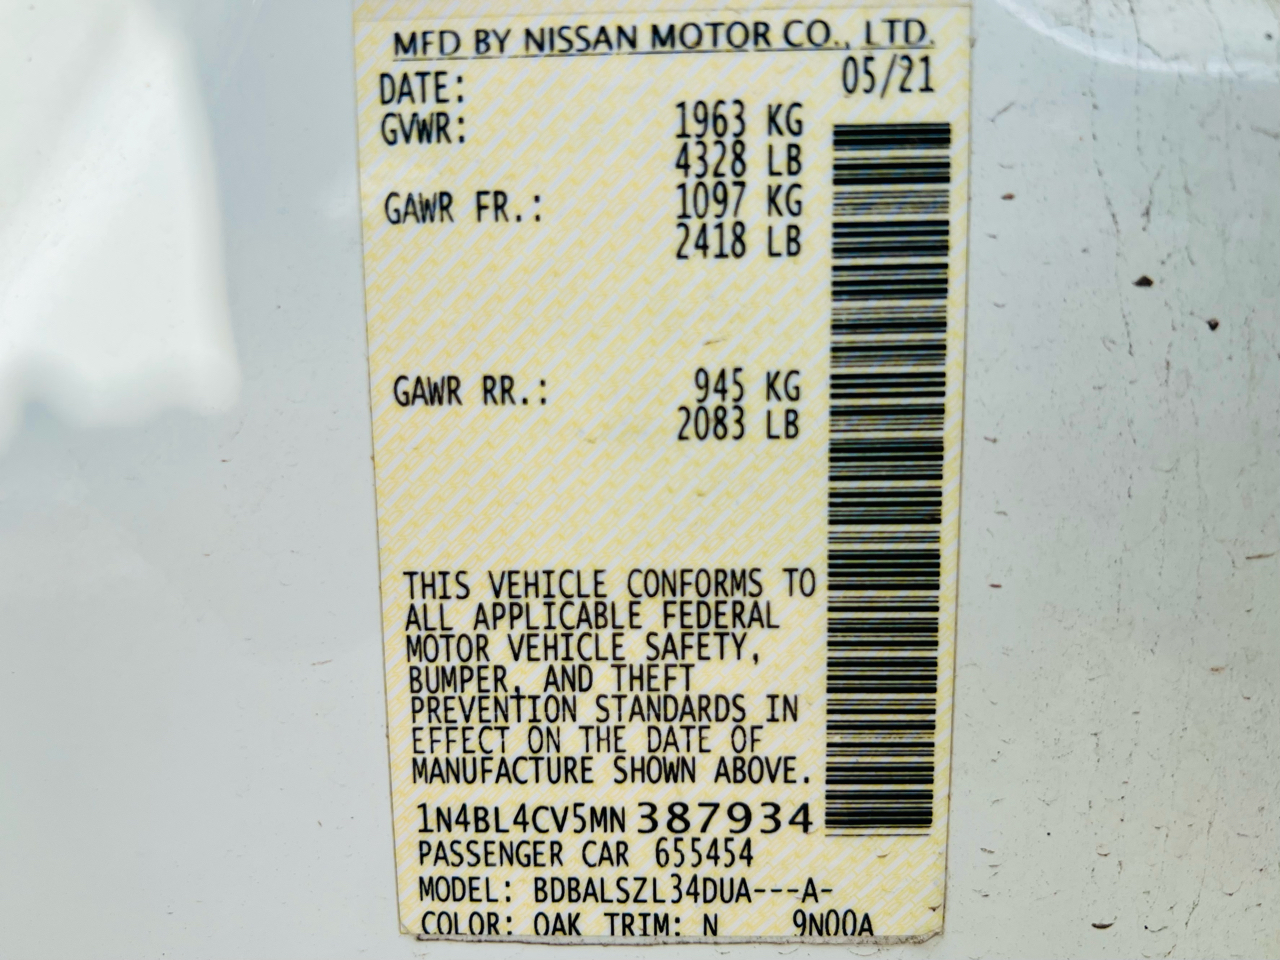 MFD BY NISSAN MOTOR CO., LTD.
DATE: 05/21
GVWR: 1963 KG
4328 LB
GAWR FR.: 1097 KG
2418 LB
GAWR RR.: 945 KG
2083 LB
THIS VEHICLE CONFORMS TO
ALL APPLICABLE FEDERAL
MOTOR VEHICLE SAFETY,
BUMPER, AND THEFT
PREVENTION STANDARDS IN
EFFECT ON THE DATE OF
MANUFACTURE SHOWN ABOVE.
1N4BL4CV5MN387934
PASSENGER CAR 655454
MODEL: BDBALSZL34DUA---A-
COLOR: QAK TRIM: N 9N00A